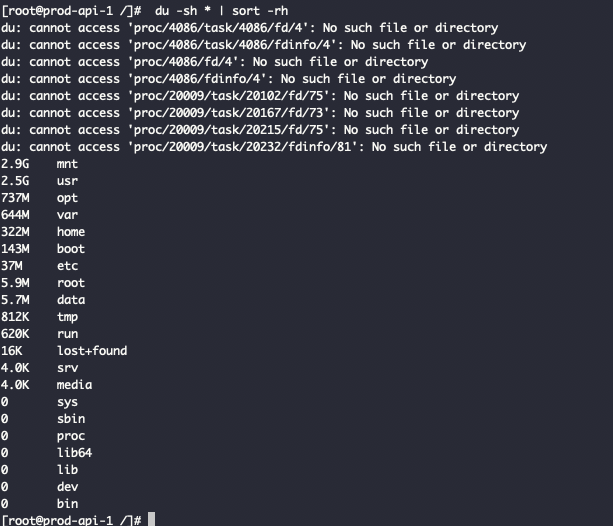 [root@prod-api-1 /]#  du -sh * | sort -rh
du: cannot access 'proc/4086/task/4086/fd/4': No such file or directory
du: cannot access 'proc/4086/task/4086/fdinfo/4': No such file or directory
du: cannot access 'proc/4086/fd/4': No such file or directory
du: cannot access 'proc/4086/fdinfo/4': No such file or directory
du: cannot access 'proc/20009/task/20102/fd/75': No such file or directory
du: cannot access 'proc/20009/task/20167/fd/73': No such file or directory
du: cannot access 'proc/20009/task/20215/fd/75': No such file or directory
du: cannot access 'proc/20009/task/20232/fdinfo/81': No such file or directory
2.9G    mnt
2.5G    usr
737M    opt
644M    var
322M    home
143M    boot
37M     etc
5.9M    root
5.7M    data
812K    tmp
620K    run
16K     lost+found
4.0K    srv
4.0K    media
0       sys
0       sbin
0       proc
0       lib64
0       lib
0       dev
0       bin
[root@prod-api-1 /]#